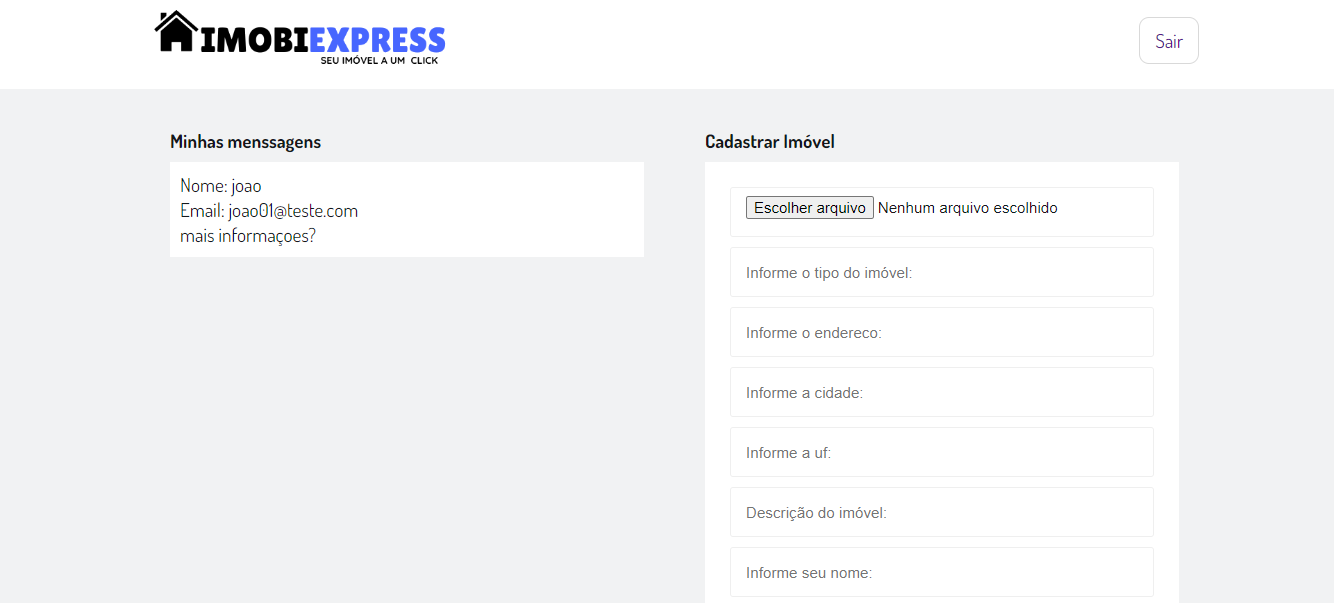 IMOBIEXPRESS
SEU IMÓVEL A UM CLICK
Sair
Minhas menssagens
Nome: joao
Email: joao01@teste.com
mais informaçoes?
Cadastrar Imóvel
Escolher arquivo Nenhum arquivo escolhido
Informe o tipo do imóvel:
Informe o endereco:
Informe a cidade:
Informe a uf:
Descrição do imóvel:
Informe seu nome: